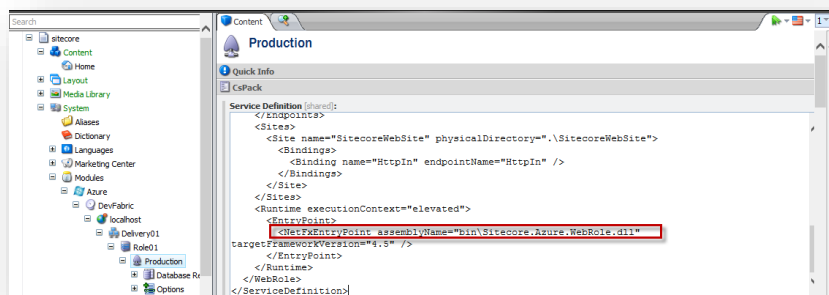 Search
sitecore
Content
Home
Layout
Media Library
System
Aliases
Dictionary
Languages
Marketing Center
Modules
Azure
DevFabric
localhost
Delivery01
Role01
Production
Database Re
Options
Content
1
Production
Quick Info
CsPack
Service Definition [shared]:
</Endpoints>
<Sites>
<Site name="SitecoreWebSite" physicalDirectory=".\SitecoreWebSite">
<Bindings>
<Binding name="HttpIn" endpointName="HttpIn" />
</Bindings>
</Site>
</Sites>
<Runtime executionContext="elevated">
<EntryPoint>
<NetFxEntryPoint assemblyName="bin\Sitecore.Azure.WebRole.dll"
targetFrameworkVersion="4.5" />
</EntryPoint>
</Runtime>
</WebRole>
</ServiceDefinition>